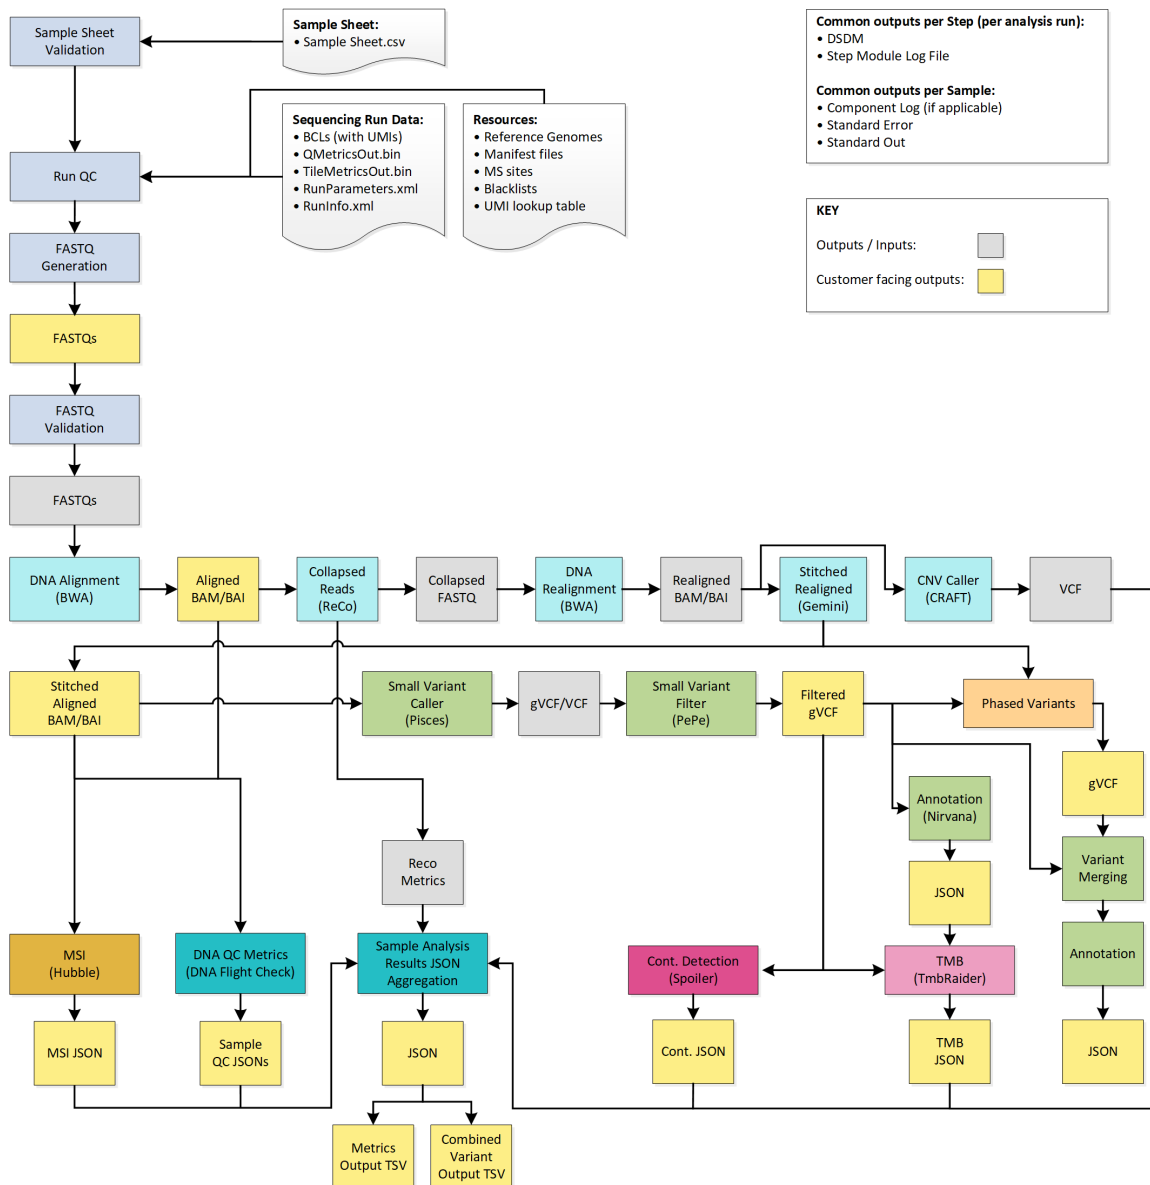 Sample Sheet
Validation
Sample Sheet:
• Sample Sheet.csv
Common outputs per Step (per analysis run):
• DSDM
• Step Module Log File
Common outputs per Sample:
• Component Log (if applicable)
• Standard Error
• Standard Out
Run QC
Sequencing Run Data:
• BCLs (with UMIs)
• QMetricsOut.bin
• TileMetricsOut.bin
• RunParameters.xml
• RunInfo.xml
Resources:
• Reference Genomes
• Manifest files
• MS sites
• Blacklists
• UMI lookup table
KEY
Outputs / Inputs:
Customer facing outputs:
FASTQ
Generation
FASTQs
FASTQ
Validation
FASTQs
DNA Alignment
(BWA)
Aligned
BAM/BAI
Collapsed
Reads
(ReCo)
Collapsed
FASTQ
DNA
Realignment
(BWA)
Realigned
BAM/BAI
Stitched
Realigned
(Gemini)
CNV Caller
(CRAFT)
VCF
Stitched
Aligned
BAM/BAI
Small Variant
Caller
(Pisces)
gVCF/VCF
Small Variant
Filter
(PePe)
Filtered
gVCF
Phased Variants
gVCF
Annotation
(Nirvana)
Reco
Metrics
JSON
Variant
Merging
MSI
(Hubble)
DNA QC Metrics
(DNA Flight Check)
Sample Analysis
Results JSON
Aggregation
Cont. Detection
(Spoiler)
TMB
(TmbRaider)
Annotation
MSI JSON
Sample
QC JSONs
JSON
Cont. JSON
TMB
JSON
JSON
Metrics
Output TSV
Combined
Variant
Output TSV